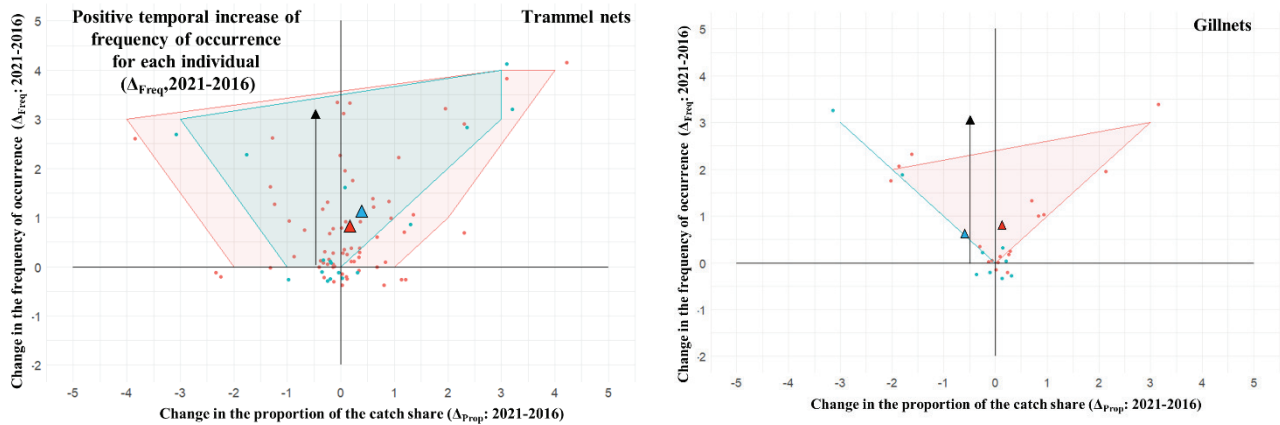 Positive temporal increase of
frequency of occurrence
for each individual
(ΔFreq,2021-2016)
Trammel nets
Change in the frequency of occurrence (ΔFreq: 2021-2016)
5
4
3
2
1
0
-1
-2
-5 -4 -3 -2 -1 0 1 2 3 4 5
Change in the proportion of the catch share (ΔProp: 2021-2016)
Gillnets
Change in the frequency of occurrence (ΔFreq: 2021-2016)
5
4
3
2
1
0
-1
-2
-5 -4 -3 -2 -1 0 1 2 3 4 5
Change in the proportion of the catch share (ΔProp: 2021-2016)